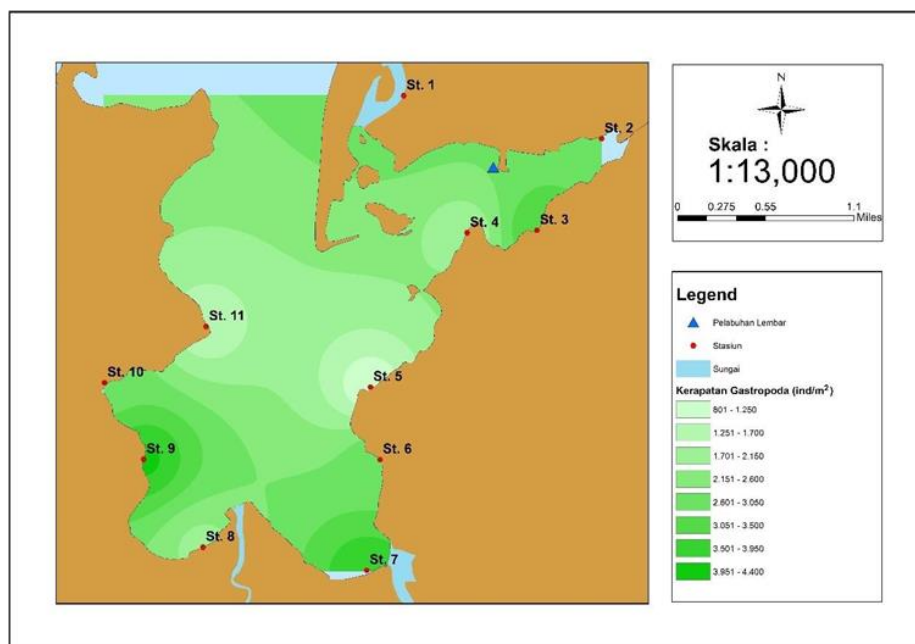 St. 1
St. 2
St. 3
St. 4
St. 11
St. 10
St. 5
St. 9
St. 6
St. 8
St, 7
N
Skala :
1:13,000
0 0.275 0.55 1.1
Miles
Legend
Pelabuhan Lembar
Stasiun
Sungai
Kerapatan Gastropoda (ind/m²)
801 - 1.250
1.251 - 1.700
1.701 - 2.150
2.151 - 2.600
2.601 - 3.050
3.051 - 3.500
3.501 - 3.950
3.951 - 4.400